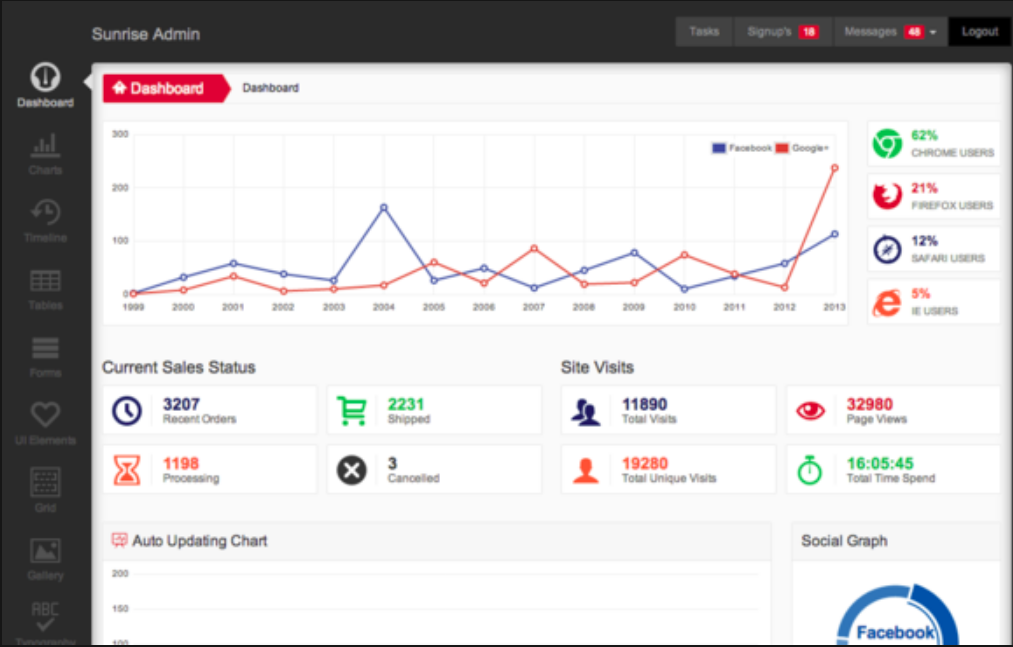 Sunrise Admin
Tasks
Signup's 18
Messages 48
Logout
Dashboard
Charts
Timeline
Tables
Forms
UI Elements
Grid
Gallery
ABC
Typography
Dashboard
Dashboard
300
200
100
0
Facebook Google+
1999 2000 2001 2002 2003 2004 2005 2006 2007 2008 2009 2010 2011 2012 2013
62%
CHROME USERS
21%
FIREFOX USERS
12%
SAFARI USERS
5%
IE USERS
Current Sales Status
3207
Recent Orders
2231
Shipped
1198
Processing
3
Cancelled
Site Visits
11890
Total Visits
32980
Page Views
19280
Total Unique Visits
16:05:45
Total Time Spend
Auto Updating Chart
200
150
100
Social Graph
Facebook